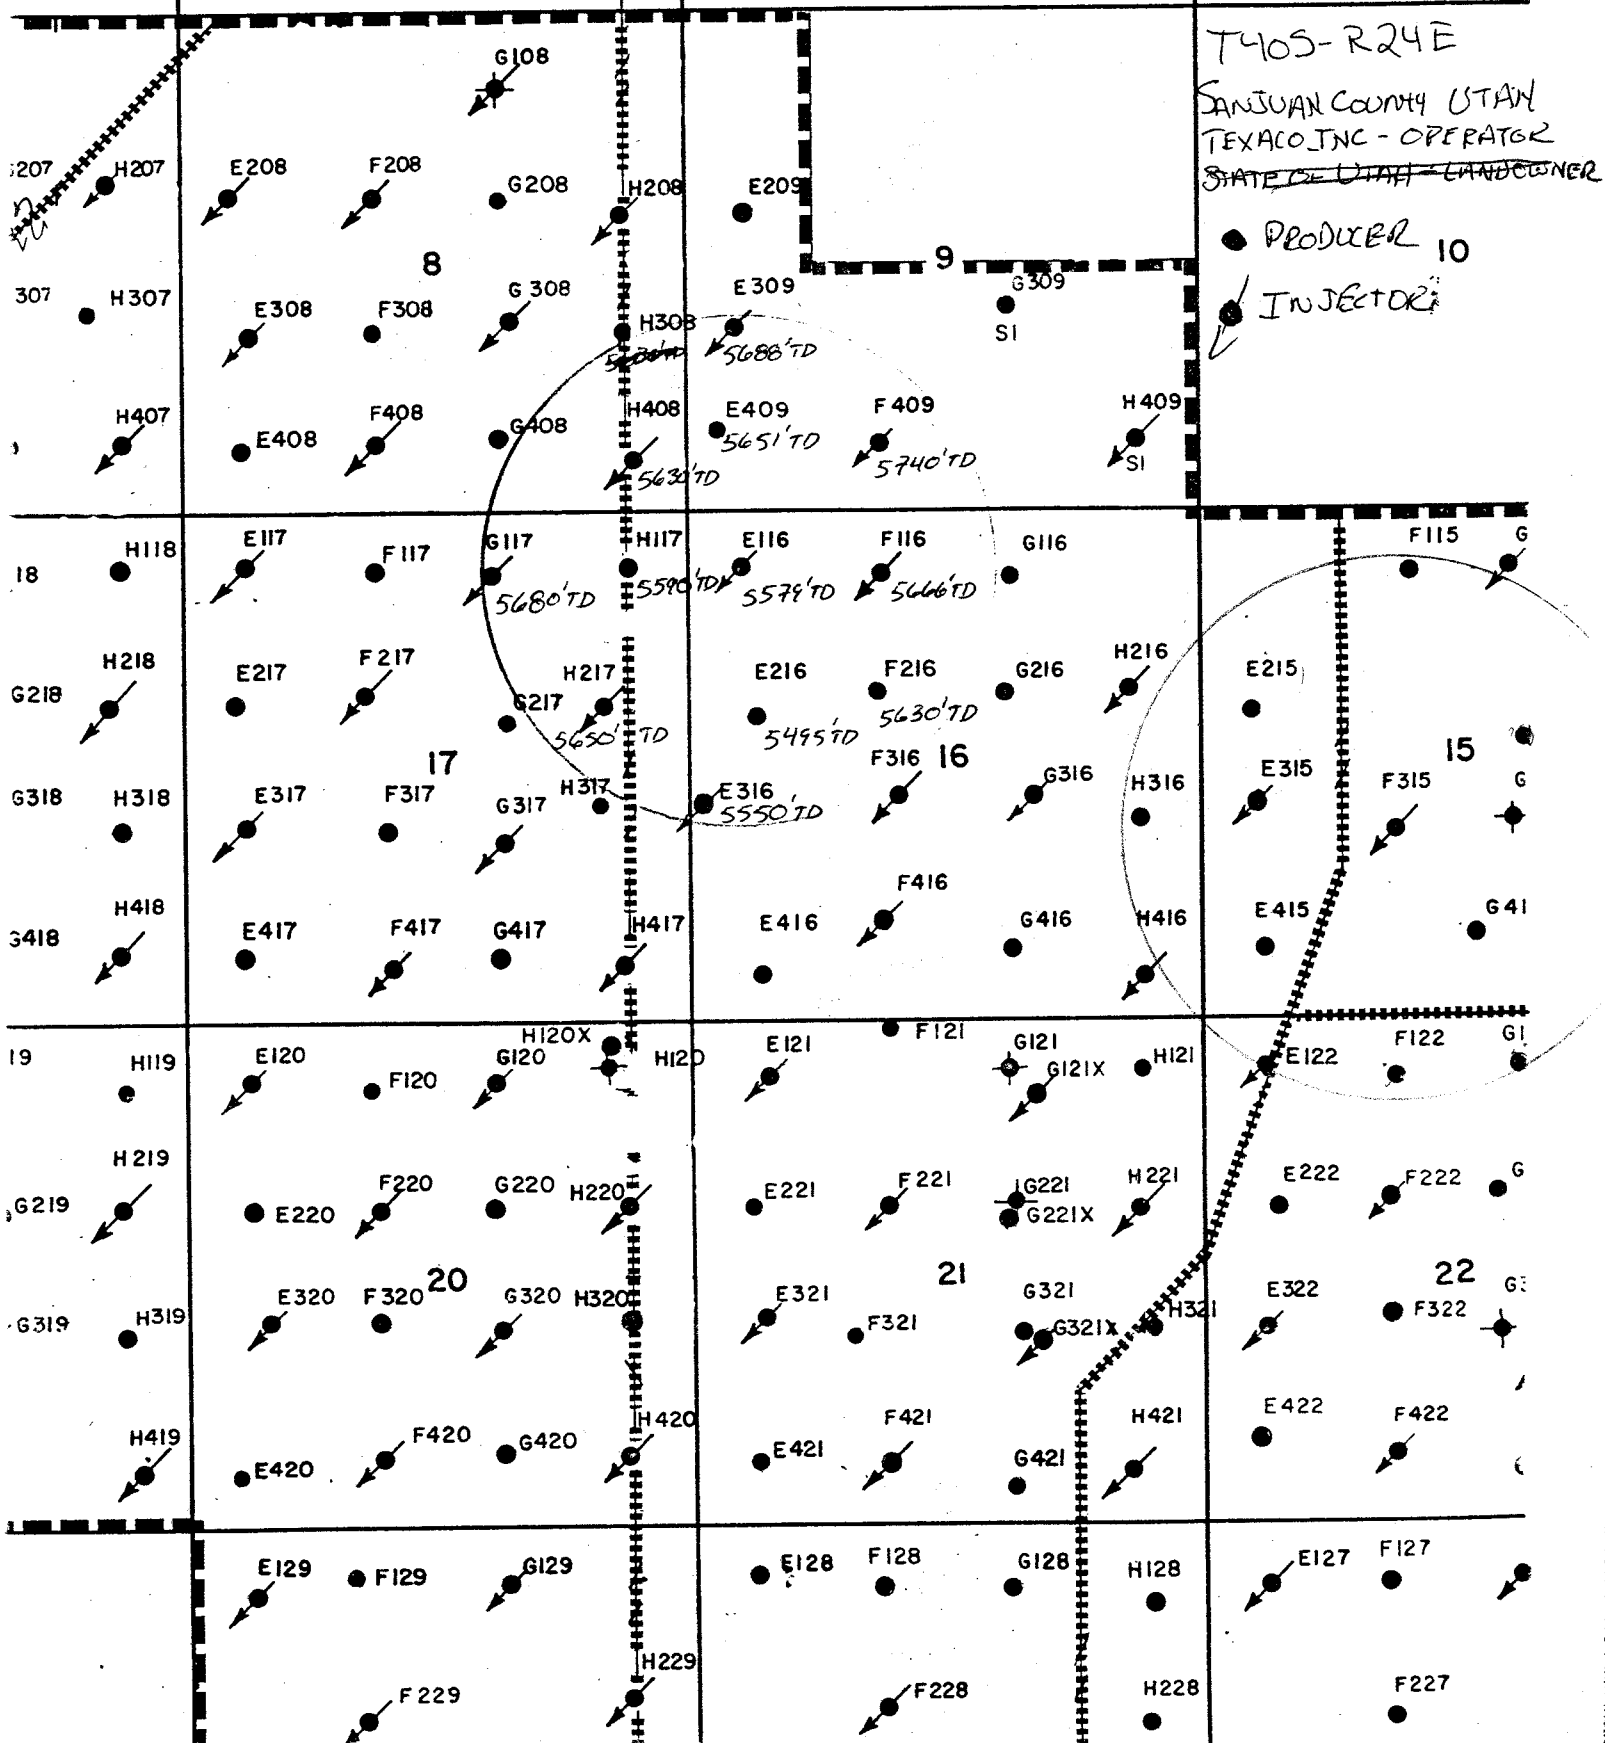 T40S-R24E
SANJUAN COUNTY UTAH
TEXACO INC - OPERATOR
STATE OF UTAH - LANDOWNER
PRODUCER
INJECTOR
G108
H207 E208 F208 G208 H208 E209
8 9 10
307 H307 E308 F308 G308 H308 E309 G309
5688'TD SI
H407 E408 F408 G408 H408 E409 F409 H409
5630'TD 5651'TD 5740'TD SI
18 H118 E117 F117 G117 H117 E116 F116 G116 F115 G
5680'TD 5590'TD 5579'TD 5666'TD
G218 H218 E217 F217 G217 H217 E216 F216 G216 H216 E215
5650' TD 5495'TD 5630'TD
17 16 15
G318 H318 E317 F317 G317 H317 E316 F316 G316 H316 E315 F315 G
5550'TD
G418 H418 E417 F417 G417 H417 E416 F416 G416 H416 E415 G41
19 H119 E120 F120 G120 H120X H120 E121 F121 G121 G121X H121 E122 F122 G1
G219 H219 E220 F220 G220 H220 E221 F221 G221 G221X H221 E222 F222 G
20 21 22
G319 H319 E320 F320 G320 H320 E321 F321 G321 G321X H321 E322 F322 G3
H419 E420 F420 G420 H420 E421 F421 G421 H421 E422 F422
E129 F129 G129 E128 F128 G128 H128 E127 F127
F229 H229 F228 H228 F227